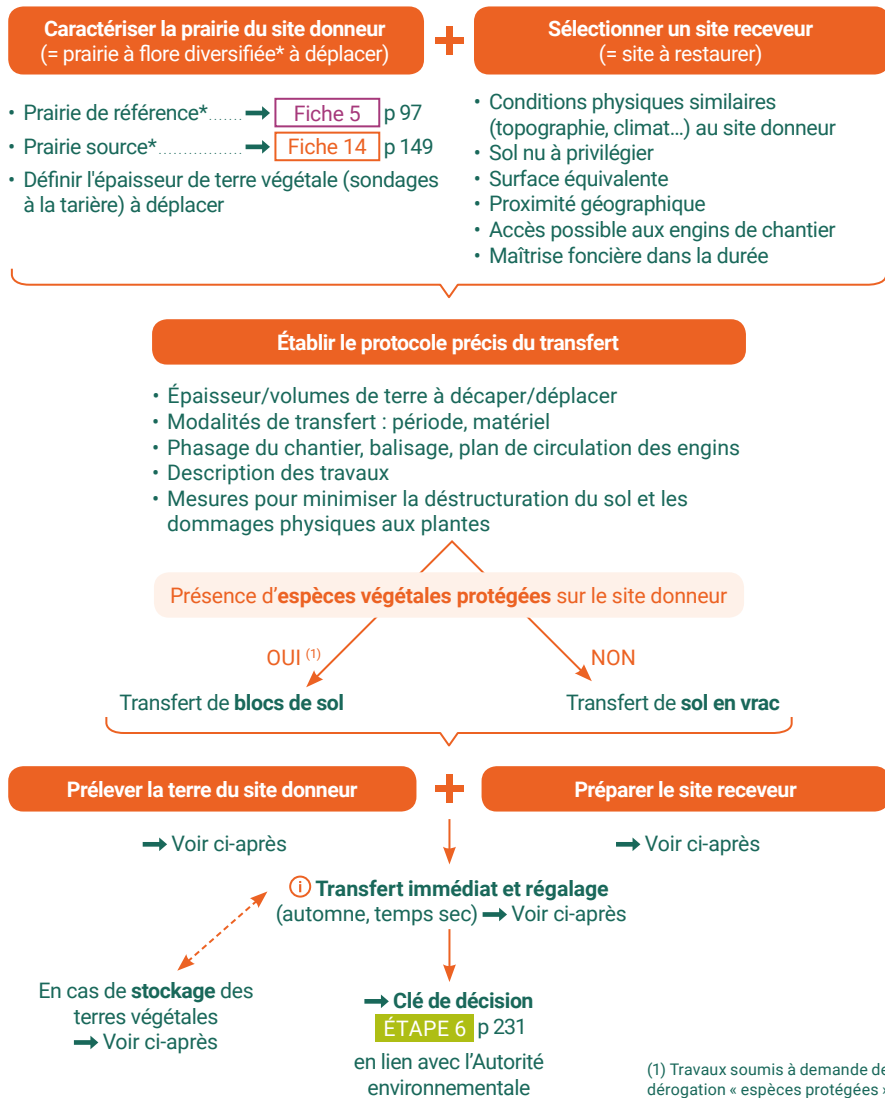 Caractériser la prairie du site donneur
(= prairie à flore diversifiée* à déplacer)
+
Sélectionner un site receveur
(= site à restaurer)
• Prairie de référence*...... → Fiche 5 p 97
• Prairie source*................ → Fiche 14 p 149
• Définir l'épaisseur de terre végétale (sondages
à la tarière) à déplacer
• Conditions physiques similaires
(topographie, climat...) au site donneur
• Sol nu à privilégier
• Surface équivalente
• Proximité géographique
• Accès possible aux engins de chantier
• Maîtrise foncière dans la durée
Établir le protocole précis du transfert
• Épaisseur/volumes de terre à décaper/déplacer
• Modalités de transfert : période, matériel
• Phasage du chantier, balisage, plan de circulation des engins
• Description des travaux
• Mesures pour minimiser la déstructuration du sol et les
dommages physiques aux plantes
Présence d’espèces végétales protégées sur le site donneur
OUI (1)
NON
Transfert de blocs de sol
Transfert de sol en vrac
Prélever la terre du site donneur
+
Préparer le site receveur
→ Voir ci-après
→ Voir ci-après
i Transfert immédiat et régalage
(automne, temps sec) → Voir ci-après
En cas de stockage des
terres végétales
→ Voir ci-après
→ Clé de décision
ÉTAPE 6 p 231
en lien avec l’Autorité
environnementale
(1) Travaux soumis à demande de
dérogation « espèces protégées »